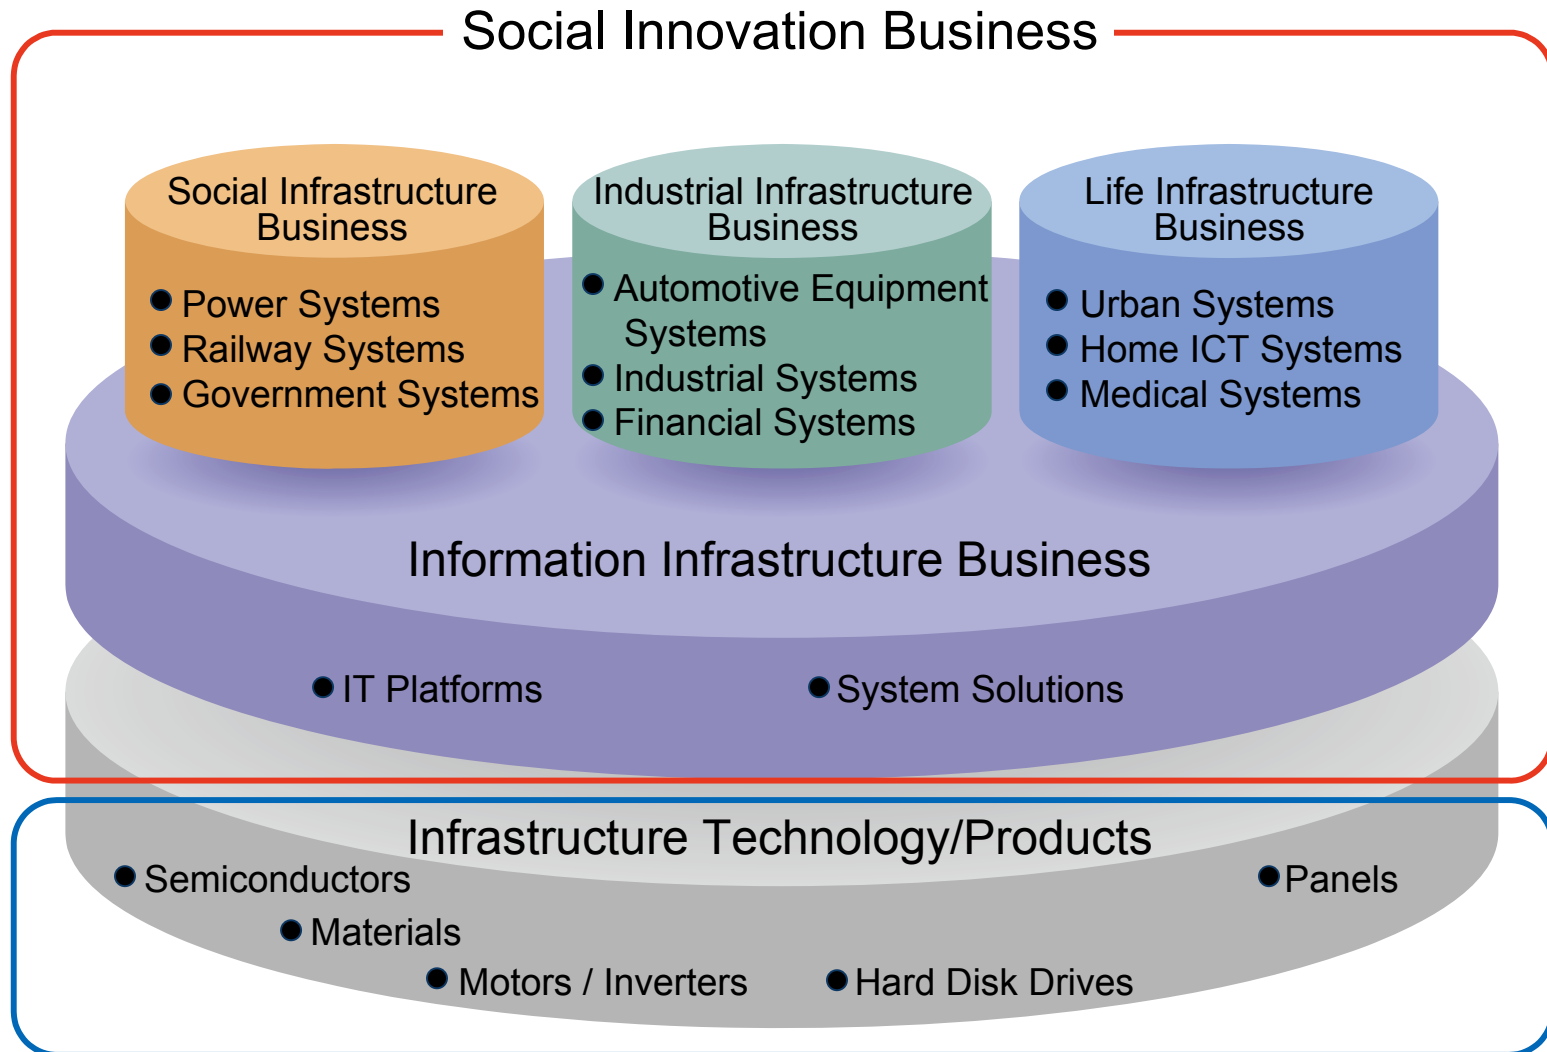 Social Innovation Business
Social Infrastructure
Business
● Power Systems
● Railway Systems
● Government Systems
Industrial Infrastructure
Business
● Automotive Equipment
Systems
● Industrial Systems
● Financial Systems
Life Infrastructure
Business
● Urban Systems
● Home ICT Systems
● Medical Systems
Information Infrastructure Business
● IT Platforms
● System Solutions
Infrastructure Technology/Products
● Semiconductors
● Materials
● Motors / Inverters
● Hard Disk Drives
● Panels